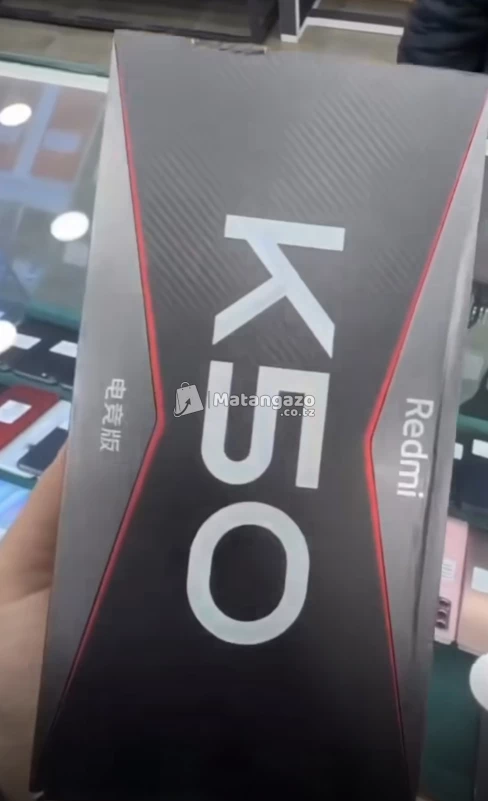 Redmi
K50
电竞版
Matangazo
.co.tz